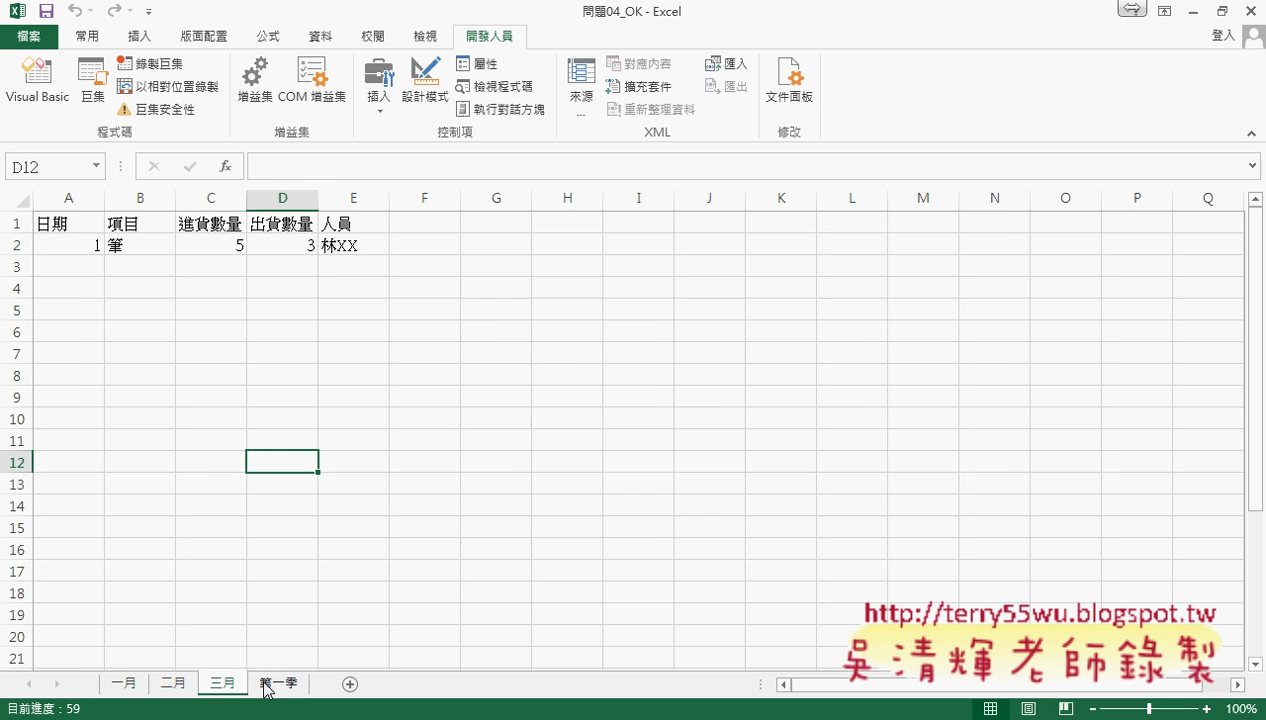 問題04_OK - Excel
檔案 常用 插入 版面配置 公式 資料 校閱 檢視 開發人員 登入
Visual Basic 巨集 錄製巨集 以相對位置錄製 巨集安全性 程式碼
增益集 COM 增益集 增益集
插入 設計模式 屬性 檢視程式碼 執行對話方塊 控制項
來源 ... 對應內容 擴充套件 重新整理資料 匯入 匯出 XML
文件面板 修改
D12 fx
A B C D E F G H I J K L M N O P Q
1 日期 項目 進貨數量 出貨數量 人員
2 1 筆 5 3 林XX
3
4
5
6
7
8
9
10
11
12
13
14
15
16
17
18
19
20
21
http://terry55wu.blogspot.tw
吳清輝老師錄製
一月 二月 三月 第一季
目前進度：59 100%